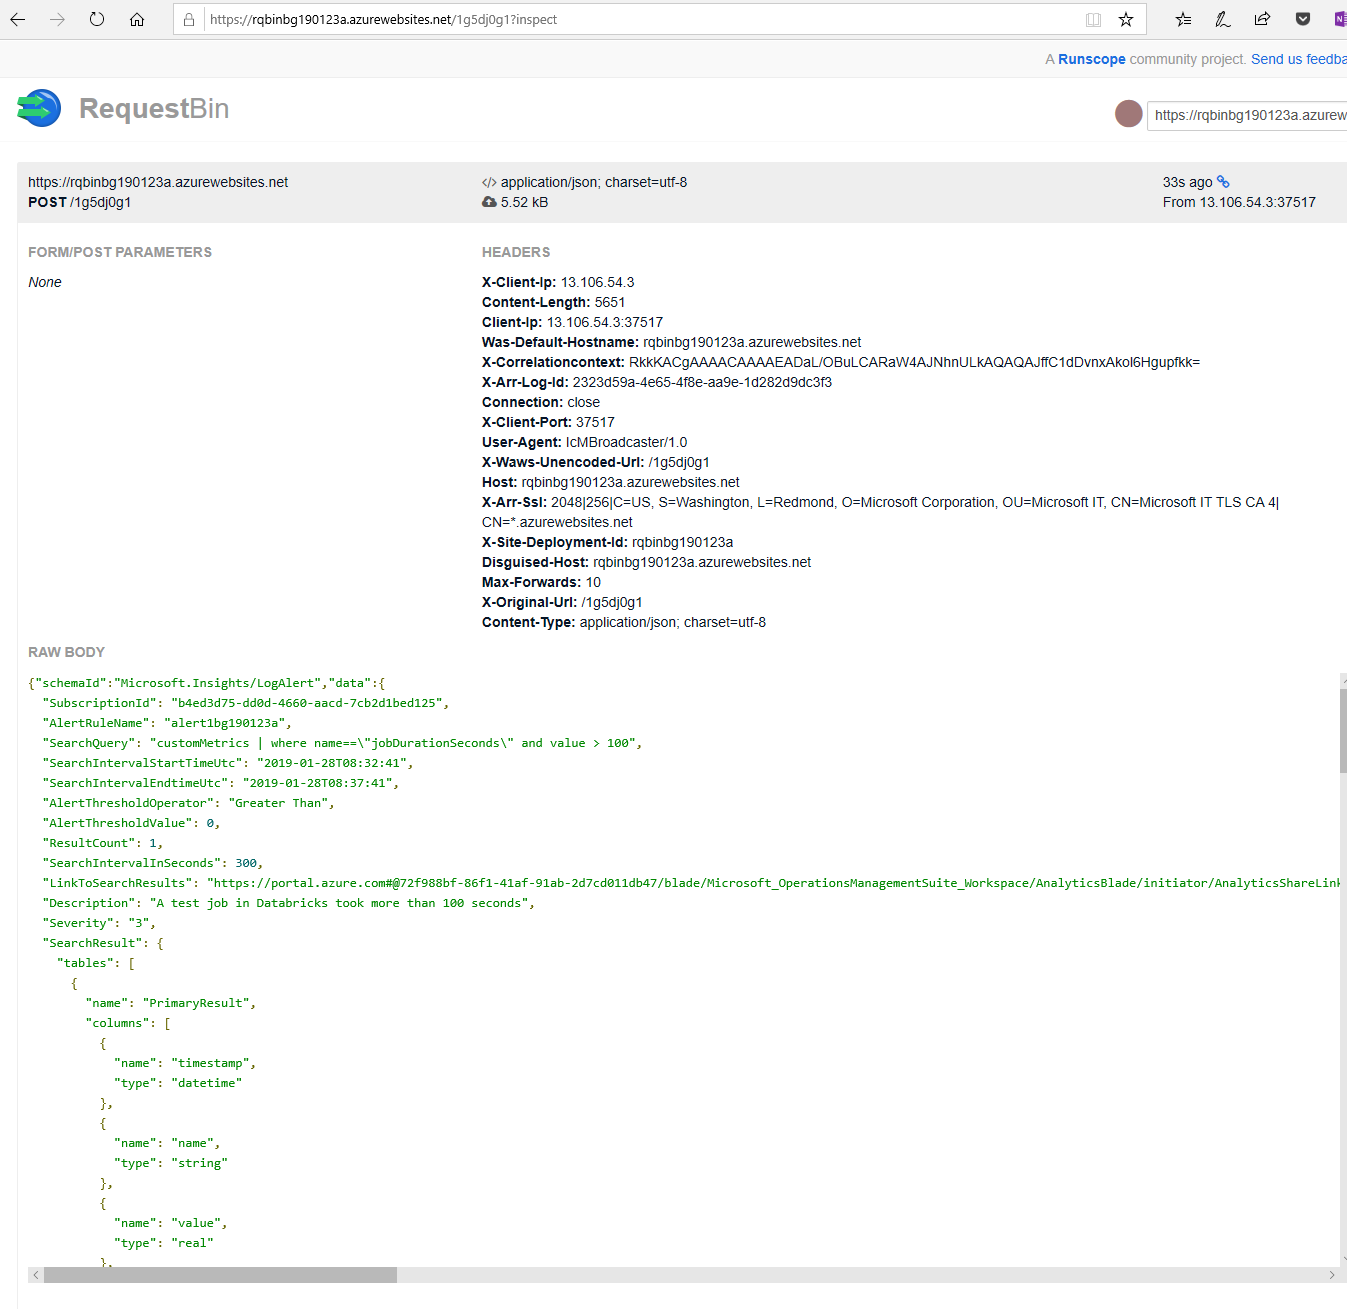 https://rqbinbg190123a.azurewebsites.net/1g5dj0g1?inspect
A Runscope community project. Send us feedba
RequestBin
https://rqbinbg190123a.azurew
https://rqbinbg190123a.azurewebsites.net
POST /1g5dj0g1
</> application/json; charset=utf-8
5.52 kB
33s ago
From 13.106.54.3:37517
FORM/POST PARAMETERS
None
HEADERS
X-Client-Ip: 13.106.54.3
Content-Length: 5651
Client-Ip: 13.106.54.3:37517
Was-Default-Hostname: rqbinbg190123a.azurewebsites.net
X-Correlationcontext: RkkKACgAAAACAAAAEADaL/OBuLCARaW4AJNhnULkAQAQAJffC1dDvnxAkol6Hgupfkk=
X-Arr-Log-Id: 2323d59a-4e65-4f8e-aa9e-1d282d9dc3f3
Connection: close
X-Client-Port: 37517
User-Agent: IcMBroadcaster/1.0
X-Waws-Unencoded-Url: /1g5dj0g1
Host: rqbinbg190123a.azurewebsites.net
X-Arr-Ssl: 2048|256|C=US, S=Washington, L=Redmond, O=Microsoft Corporation, OU=Microsoft IT, CN=Microsoft IT TLS CA 4|
CN=*.azurewebsites.net
X-Site-Deployment-Id: rqbinbg190123a
Disguised-Host: rqbinbg190123a.azurewebsites.net
Max-Forwards: 10
X-Original-Url: /1g5dj0g1
Content-Type: application/json; charset=utf-8
RAW BODY
{"schemaId":"Microsoft.Insights/LogAlert","data":{
"SubscriptionId": "b4ed3d75-dd0d-4660-aacd-7cb2d1bed125",
"AlertRuleName": "alert1bg190123a",
"SearchQuery": "customMetrics | where name==\"jobDurationSeconds\" and value > 100",
"SearchIntervalStartTimeUtc": "2019-01-28T08:32:41",
"SearchIntervalEndtimeUtc": "2019-01-28T08:37:41",
"AlertThresholdOperator": "Greater Than",
"AlertThresholdValue": 0,
"ResultCount": 1,
"SearchIntervalInSeconds": 300,
"LinkToSearchResults": "https://portal.azure.com#@72f988bf-86f1-41af-91ab-2d7cd011db47/blade/Microsoft_OperationsManagementSuite_Workspace/AnalyticsBlade/initiator/AnalyticsShareLink
"Description": "A test job in Databricks took more than 100 seconds",
"Severity": "3",
"SearchResult": {
"tables": [
{
"name": "PrimaryResult",
"columns": [
{
"name": "timestamp",
"type": "datetime"
},
{
"name": "name",
"type": "string"
},
{
"name": "value",
"type": "real"
},